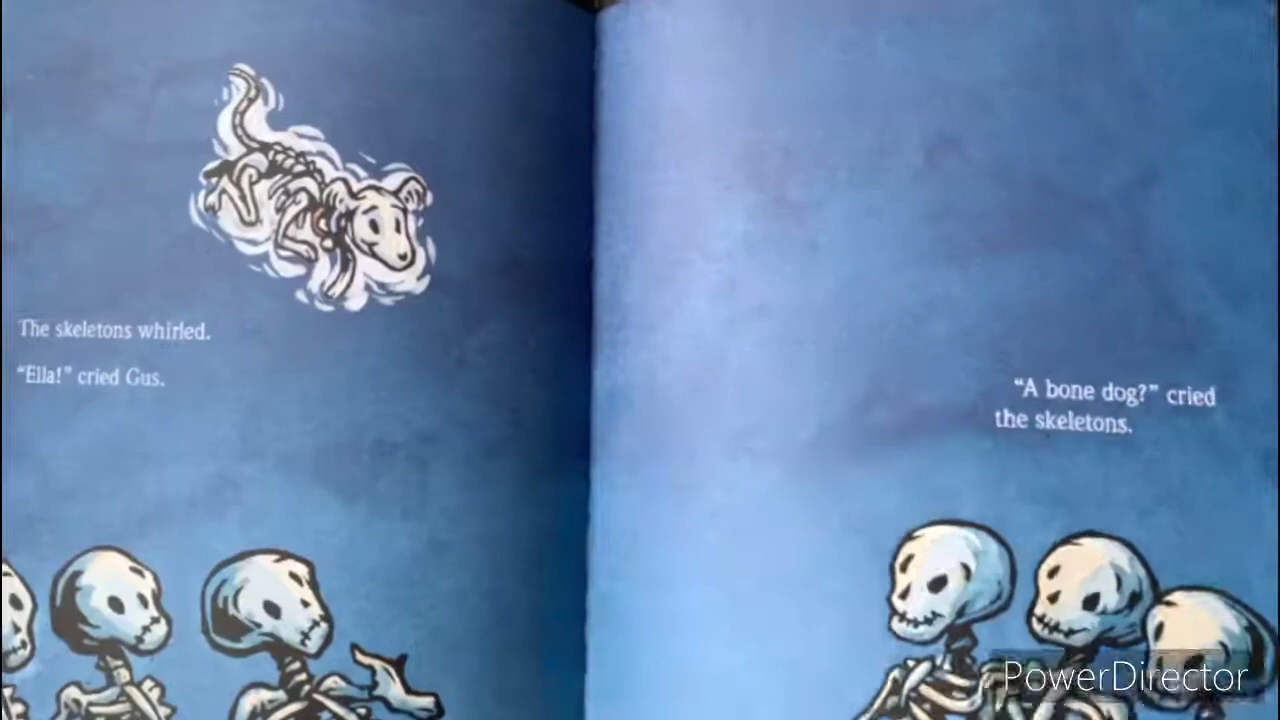 The skeletons whirled.
“Ella!” cried Gus.
“A bone dog?” cried
the skeletons.
PowerDirector